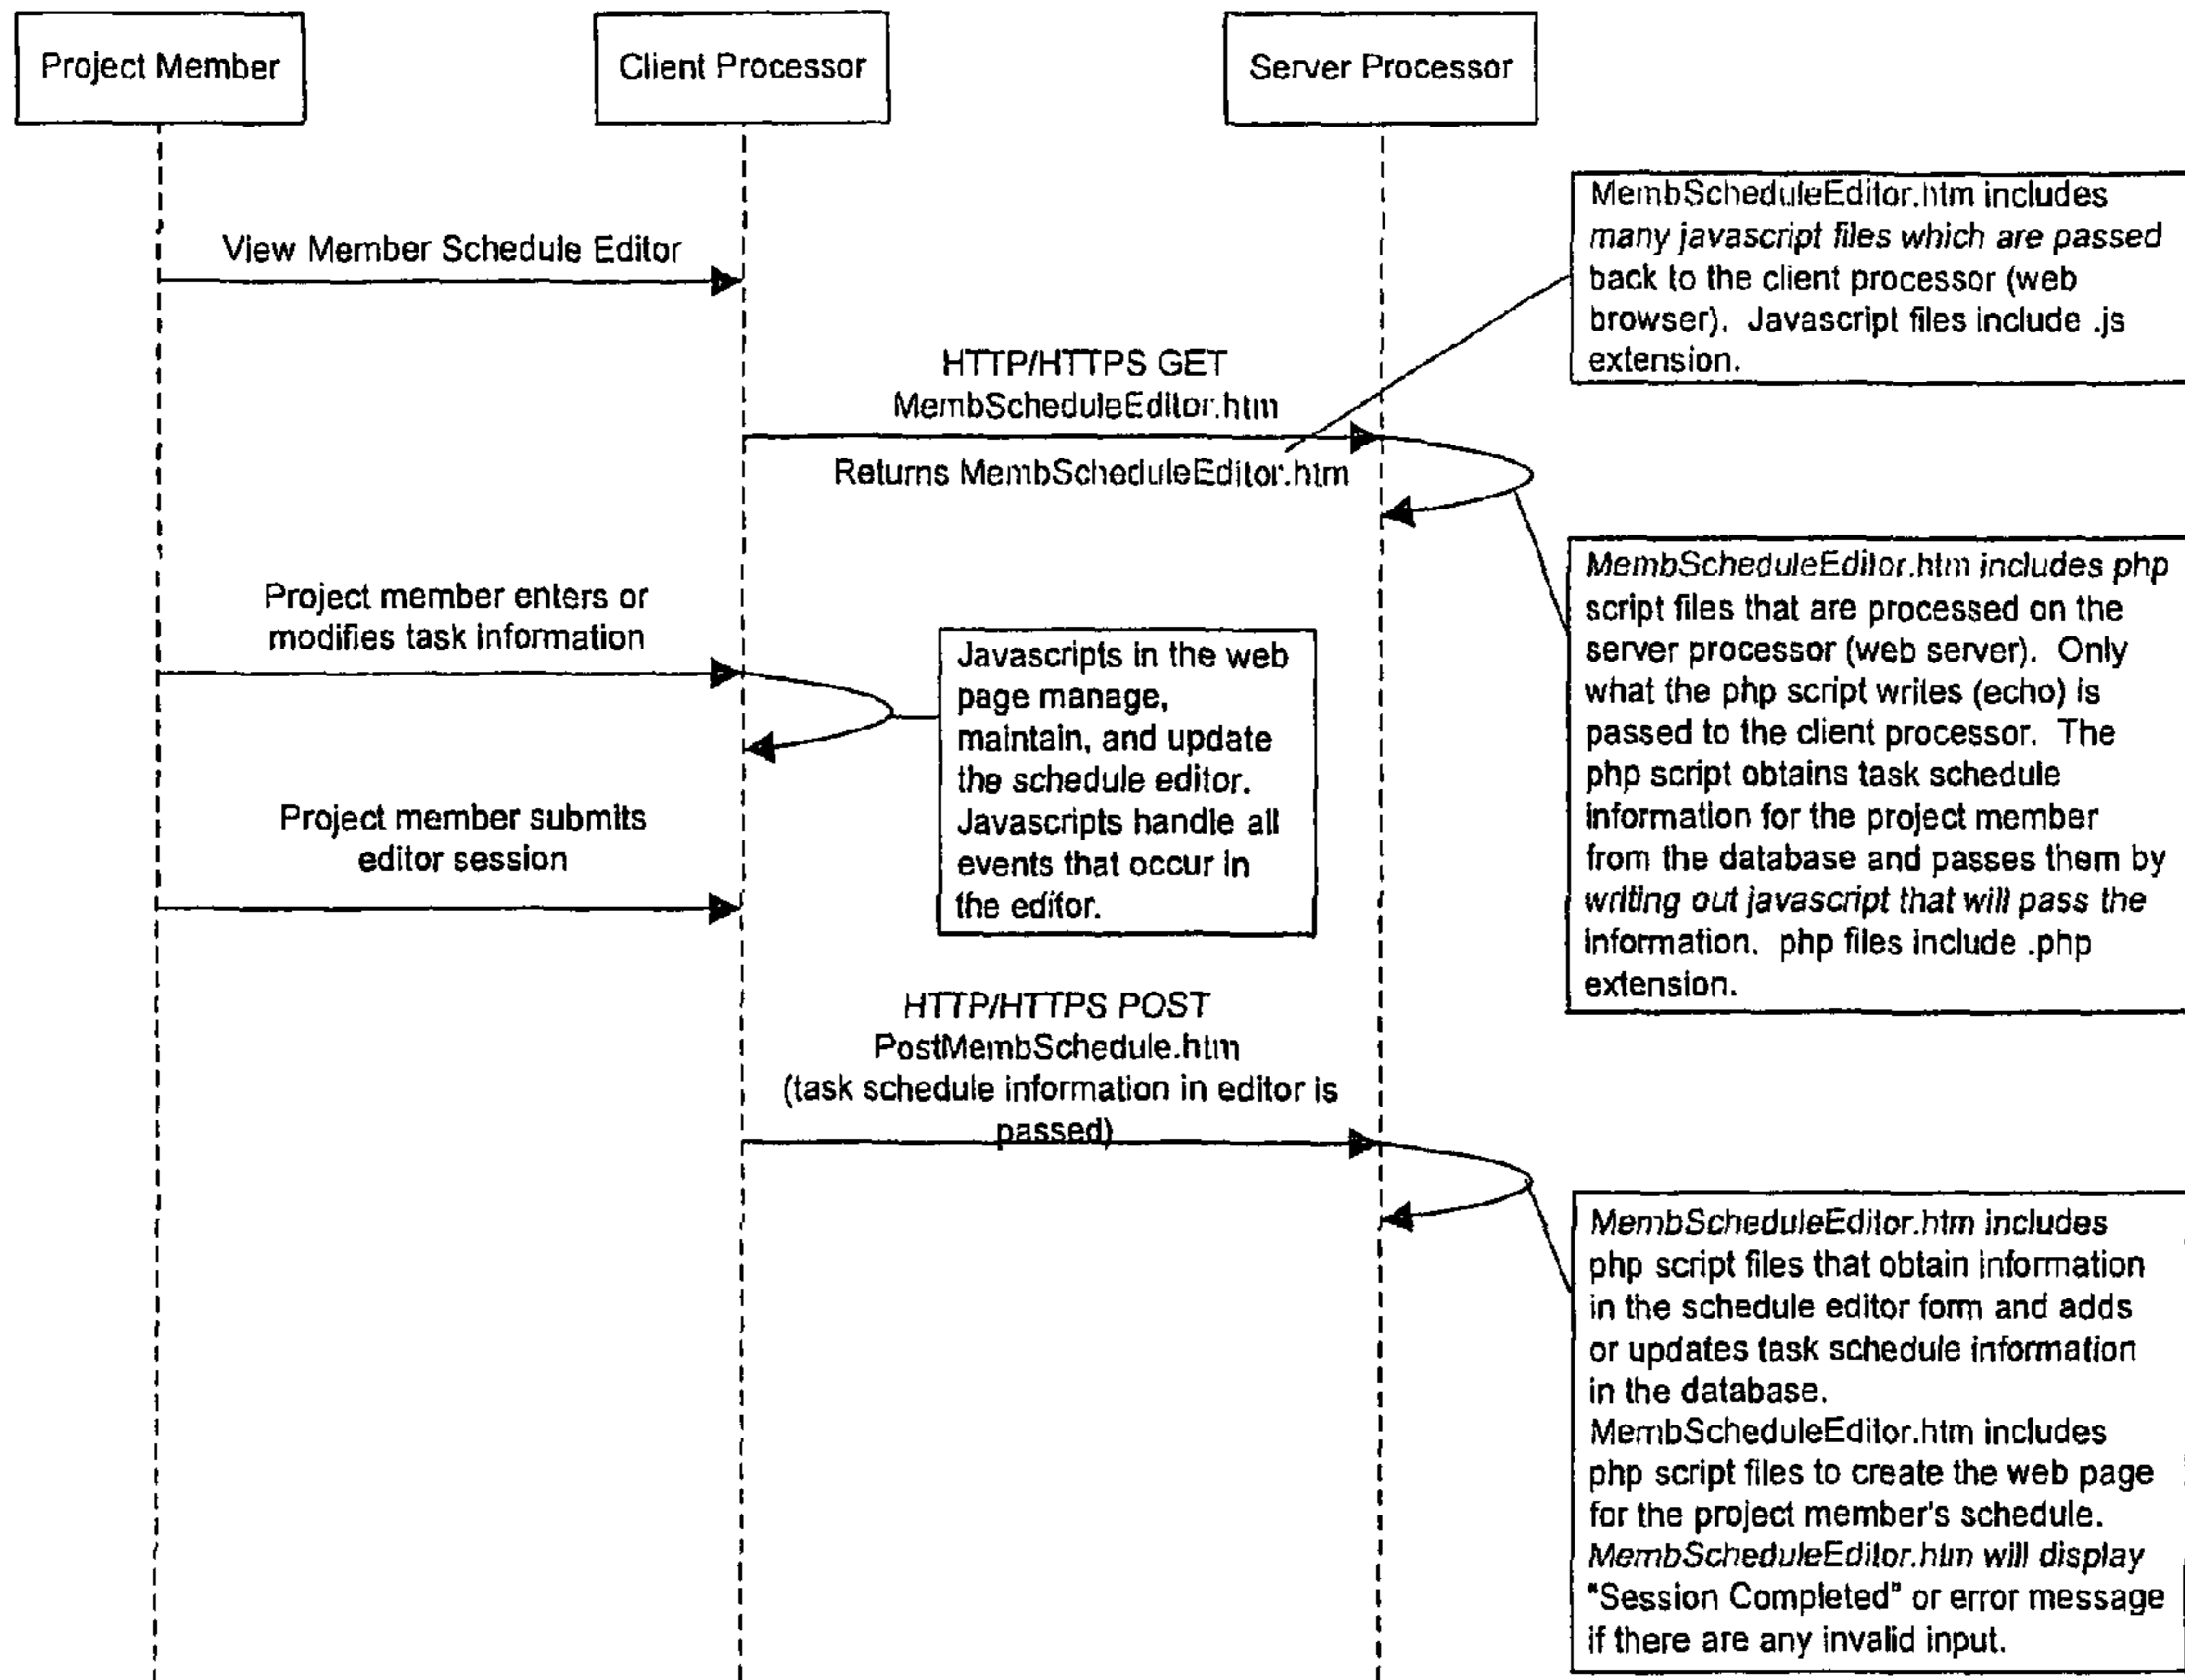 Project Member
Client Processor
Server Processor
View Member Schedule Editor
MembScheduleEditor.htm includes
many javascript files which are passed
back to the client processor (web
browser). Javascript files include .js
extension.
HTTP/HTTPS GET
MembScheduleEditor.htm
Returns MembScheduleEditor.htm
MembScheduleEditor.htm includes php
script files that are processed on the
server processor (web server). Only
what the php script writes (echo) is
passed to the client processor. The
php script obtains task schedule
information for the project member
from the database and passes them by
writing out javascript that will pass the
information. php files include .php
extension.
Project member enters or
modifies task information
Javascripts in the web
page manage,
maintain, and update
the schedule editor.
Javascripts handle all
events that occur in
the editor.
Project member submits
editor session
HTTP/HTTPS POST
PostMembSchedule.htm
(task schedule information in editor is
passed)
MembScheduleEditor.htm includes
php script files that obtain information
in the schedule editor form and adds
or updates task schedule information
in the database.
MembScheduleEditor.htm includes
php script files to create the web page
for the project member's schedule.
MembScheduleEditor.htm will display
"Session Completed" or error message
if there are any invalid input.